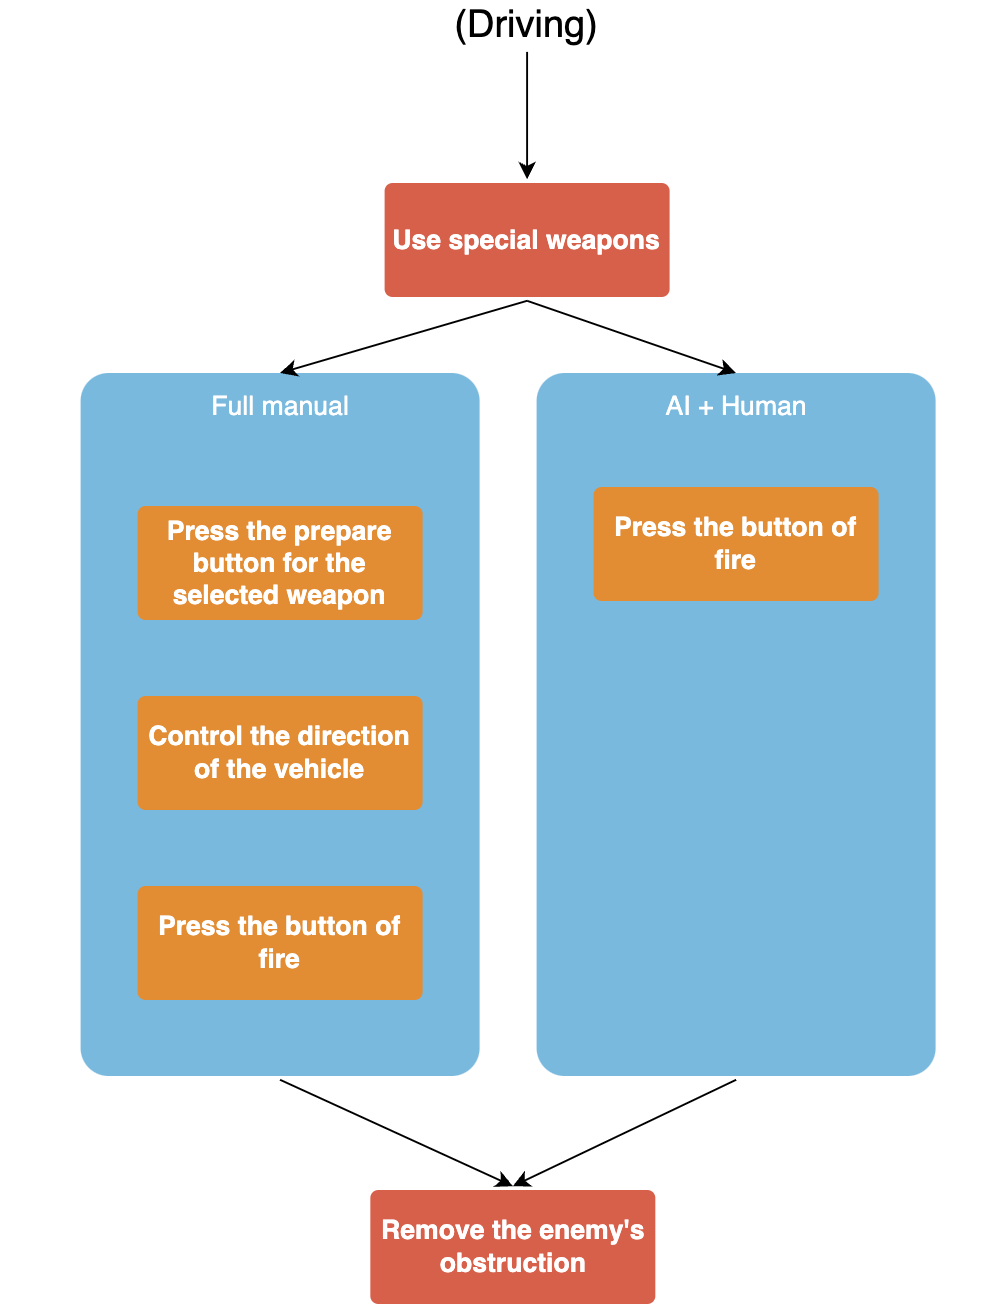 (Driving)
Use special weapons
Full manual
AI + Human
Press the prepare
button for the
selected weapon
Press the button of
fire
Control the direction
of the vehicle
Press the button of
fire
Remove the enemy's
obstruction